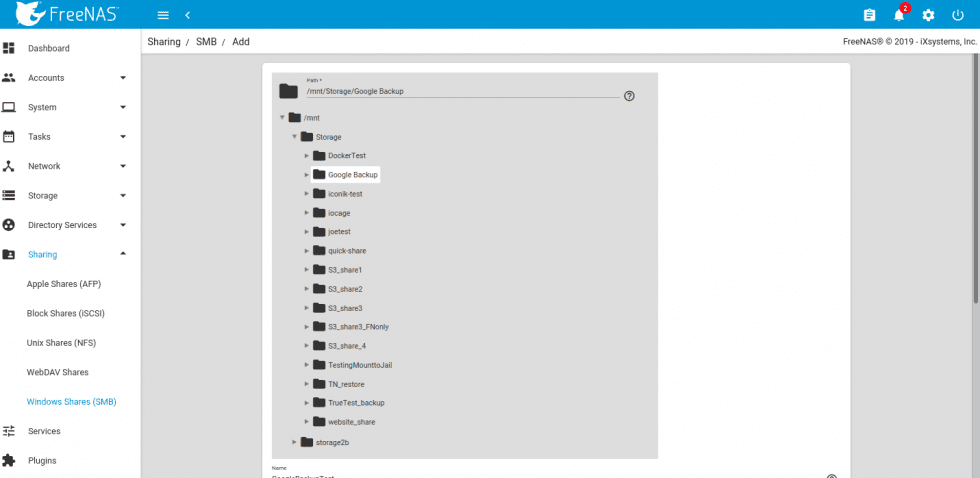 FreeNAS
2
Sharing / SMB / Add
FreeNAS® © 2019 - iXsystems, Inc.
Dashboard
Accounts
System
Tasks
Network
Storage
Directory Services
Sharing
Apple Shares (AFP)
Block Shares (iSCSI)
Unix Shares (NFS)
WebDAV Shares
Windows Shares (SMB)
Services
Plugins
Path *
/mnt/Storage/Google Backup
/mnt
Storage
DockerTest
Google Backup
iconik-test
iocage
joetest
quick-share
S3_share1
S3_share2
S3_share3
S3_share3_FNonly
S3_share_4
TestingMounttoJail
TN_restore
TrueTest_backup
website_share
storage2b
Name
GoogleBackupTest